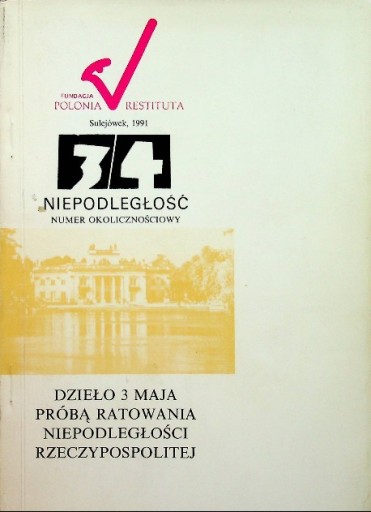 FUNDACJA
POLONIA RESTITUTA
Sulejówek, 1991
34
NIEPODLEGŁOŚĆ
NUMER OKOLICZNOŚCIOWY
DZIEŁO 3 MAJA
PRÓBĄ RATOWANIA
NIEPODLEGŁOŚCI
RZECZYPOSPOLITEJ